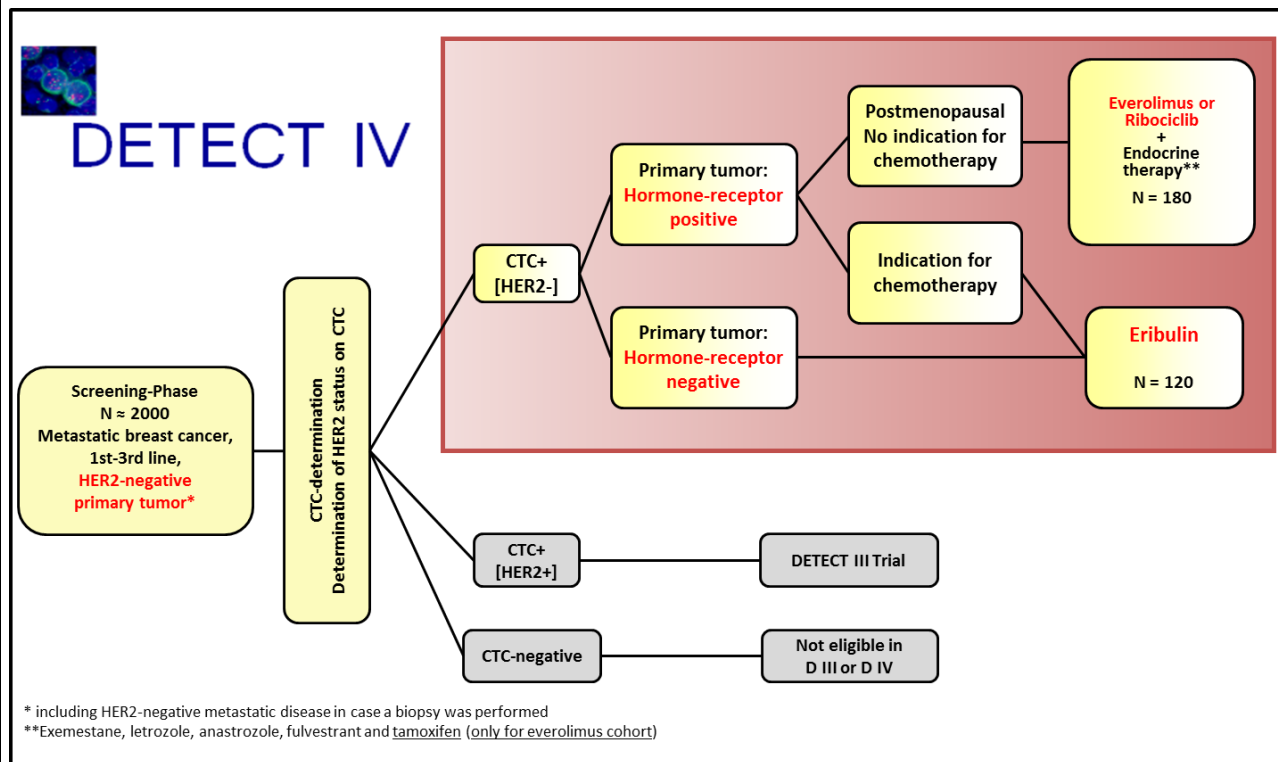 DETECT IV
Screening-Phase
N ≈ 2000
Metastatic breast cancer,
1st-3rd line,
HER2-negative
primary tumor*
CTC-determination
Determination of HER2 status on CTC
CTC+
[HER2-]
Primary tumor:
Hormone-receptor
positive
Postmenopausal
No indication for
chemotherapy
Everolimus or
Ribociclib
+
Endocrine
therapy**
N = 180
Indication for
chemotherapy
Primary tumor:
Hormone-receptor
negative
Eribulin
N = 120
CTC+
[HER2+]
DETECT III Trial
CTC-negative
Not eligible in
D III or D IV
* including HER2-negative metastatic disease in case a biopsy was performed
**Exemestane, letrozole, anastrozole, fulvestrant and tamoxifen (only for everolimus cohort)